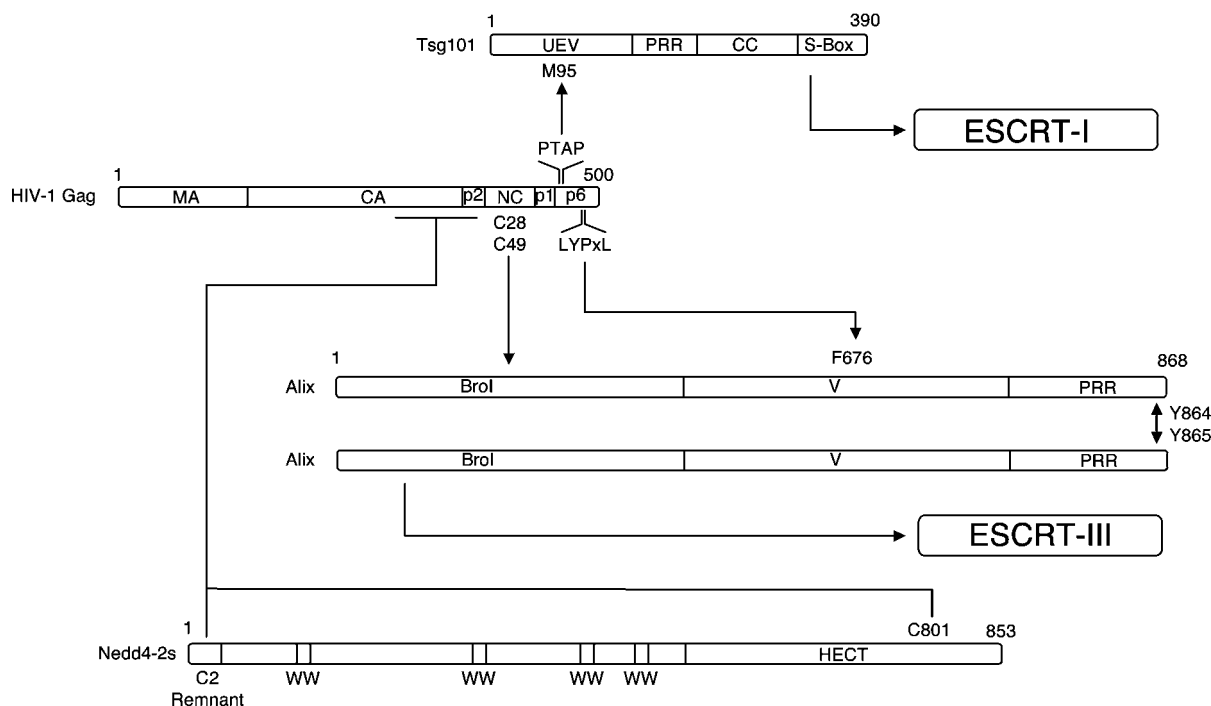 1 390
Tsg101 UEV PRR CC S-Box
M95
ESCRT-I
PTAP
1 500
HIV-1 Gag MA CA p2 NC p1 p6
C28
C49 LYPxL
1 F676 868
Alix BroI V PRR
Y864
Y865
Alix BroI V PRR
ESCRT-III
1 C801 853
Nedd4-2s HECT
C2 WW WW WW WW
Remnant